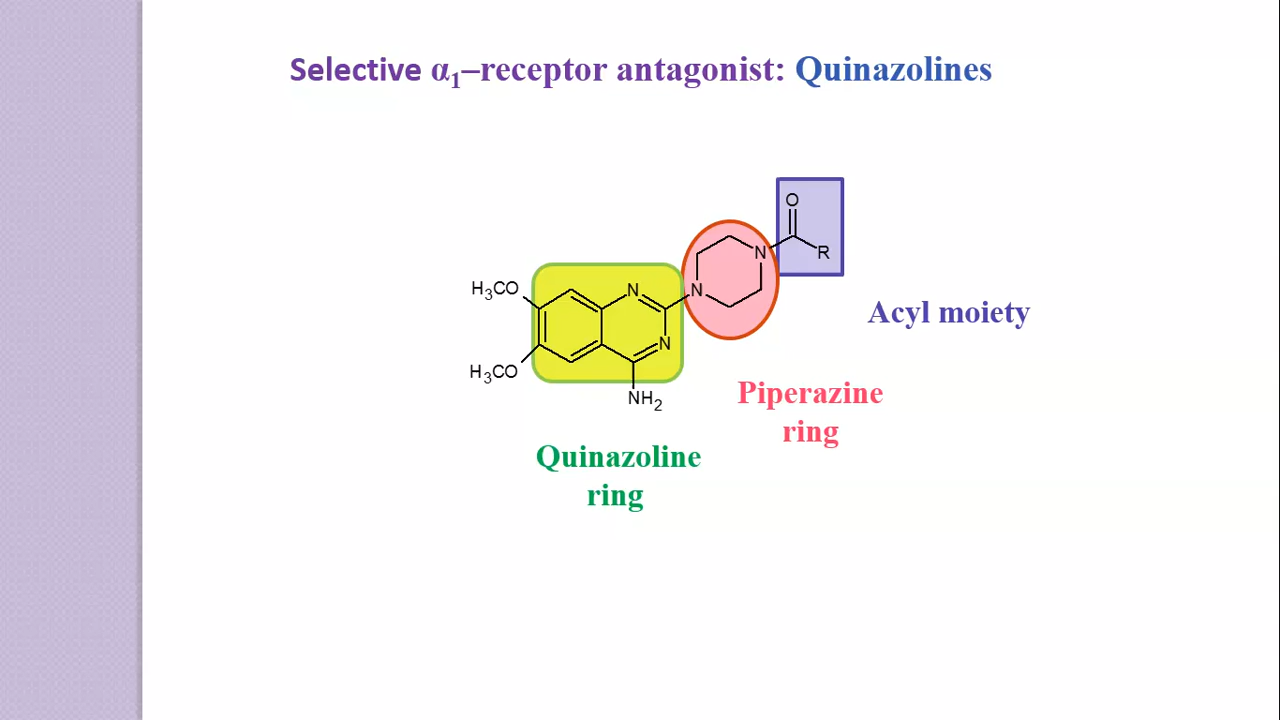 Selective α₁–receptor antagonist: Quinazolines
O
N
R
H₃CO
N
N
N
H₃CO
NH₂
Acyl moiety
Piperazine
ring
Quinazoline
ring